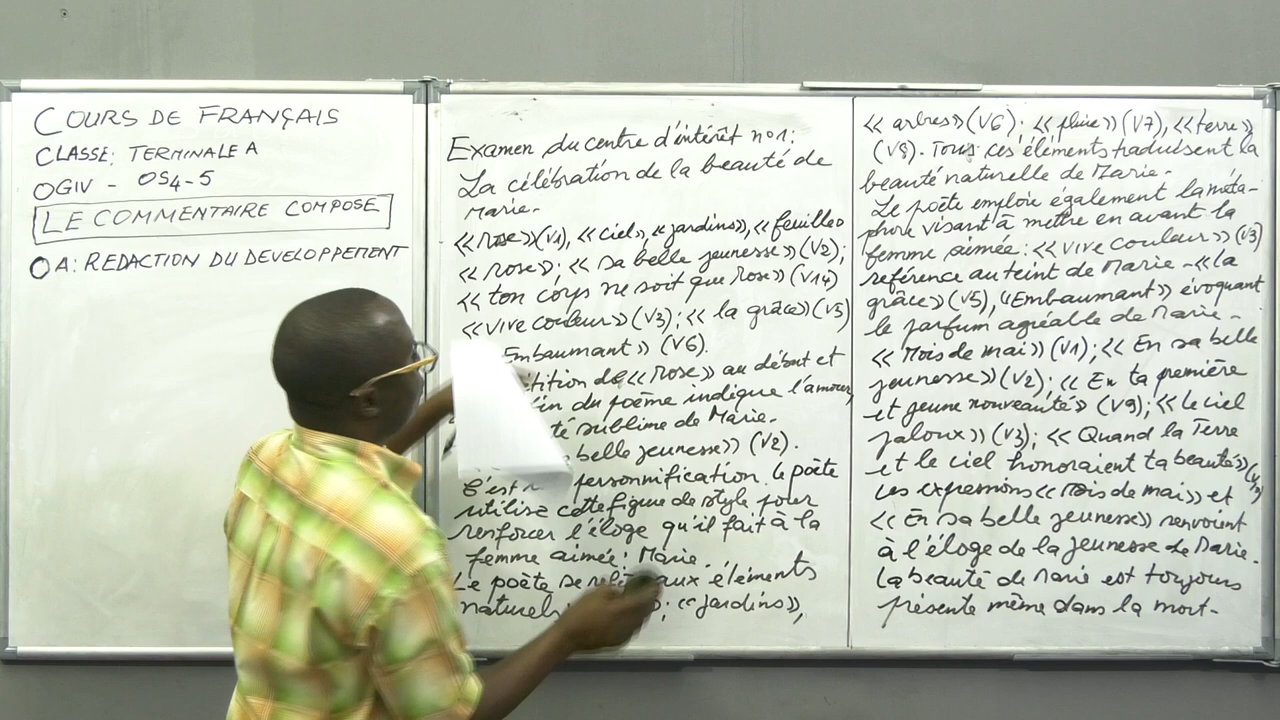 COURS DE FRANÇAIS
CLASSE: TERMINALE A
OGIV - OS4-5
LE COMMENTAIRE COMPOSE
OA: REDACTION DU DEVELOPPEMENT
Examen du centre d'intérêt n°1:
La célébration de la beauté de
Marie.
<<rose>>(V1), <<ciel>>, <<jardins>>, <<feuilles
<<rose>>; <<sa belle jeunesse>> (V2);
<<ton corps ne soit que rose>> (V14)
<<vive couleur>> (V3); <<la grâce>> (V5)
Embaumant>> (V6).
de <<rose>> au début et
du poème indique l'amour,
sublime de Marie.
belle jeunesse>> (V2).
C'est personnification. Le poète
utilise cette figure de style pour
renforcer l'éloge qu'il fait à la
femme aimée: Marie.
Le poète se aux éléments
naturels ; <<jardins>>,
<<arbres>> (V6); <<pluie>> (V7), <<terre>>
(V8). Tous ces éléments traduisent la
beauté naturelle de Marie.
Le poète emploie également la méta-
phore visant à mettre en avant la
femme aimée: <<vive couleur>> (V3)
référence au teint de Marie - <<la
grâce>> (V5), "Embaumant>> évoquant
le parfum agréable de Marie -
<<Mois de mai>> (V1); <<En sa belle
jeunesse>> (V2); <<En ta première
et jeune nouveauté>> (V9); <<le ciel
jaloux>> (V3); <<Quand la Terre
et le ciel honoraient ta beauté>>
Les expressions <<Mois de mai>> et
<<En sa belle jeunesse>> renvoient
à l'éloge de la jeunesse de Marie.
La beauté de Marie est toujours
présente même dans la mort-